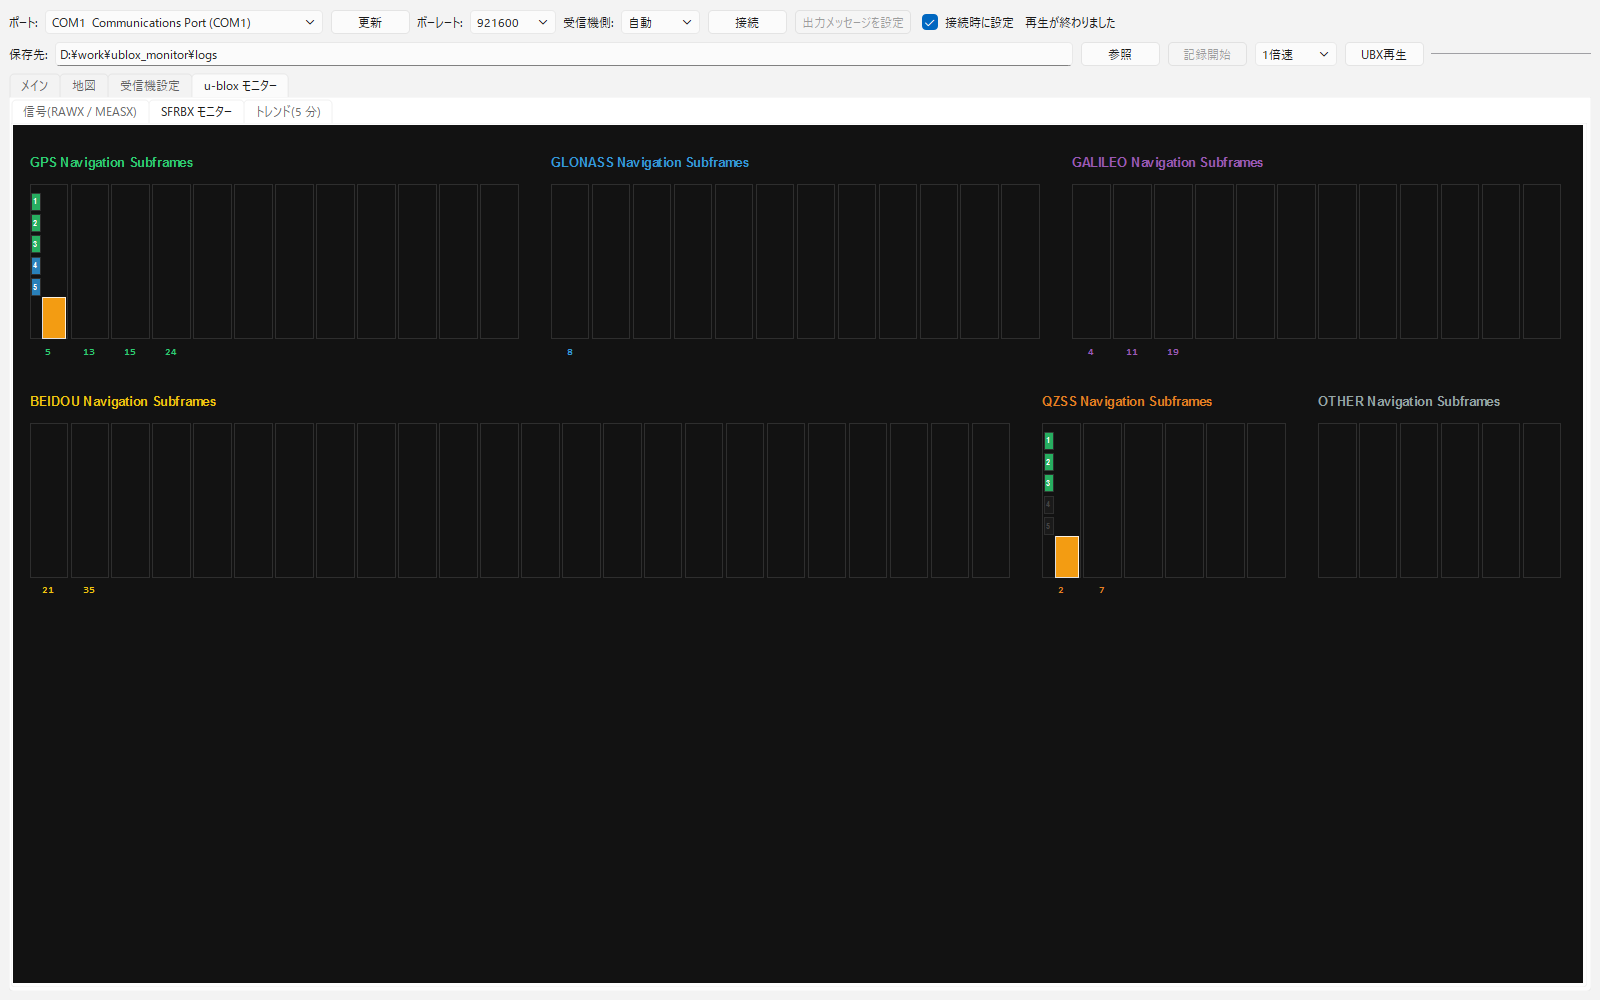 ポート: COM1 Communications Port (COM1) 更新 ボーレート: 921600 受信機側: 自動 接続 出力メッセージを設定 接続時に設定 再生が終わりました
保存先: D:¥work¥ublox_monitor¥logs 参照 記録開始 1倍速 UBX再生
メイン 地図 受信機設定 u-blox モニター
信号(RAWX / MEASX) SFRBX モニター トレンド(5 分)
GPS Navigation Subframes GLONASS Navigation Subframes GALILEO Navigation Subframes
1
2
3
4
5
5 13 15 24 8 4 11 19
BEIDOU Navigation Subframes QZSS Navigation Subframes OTHER Navigation Subframes
1
2
3
4
5
21 35 2 7